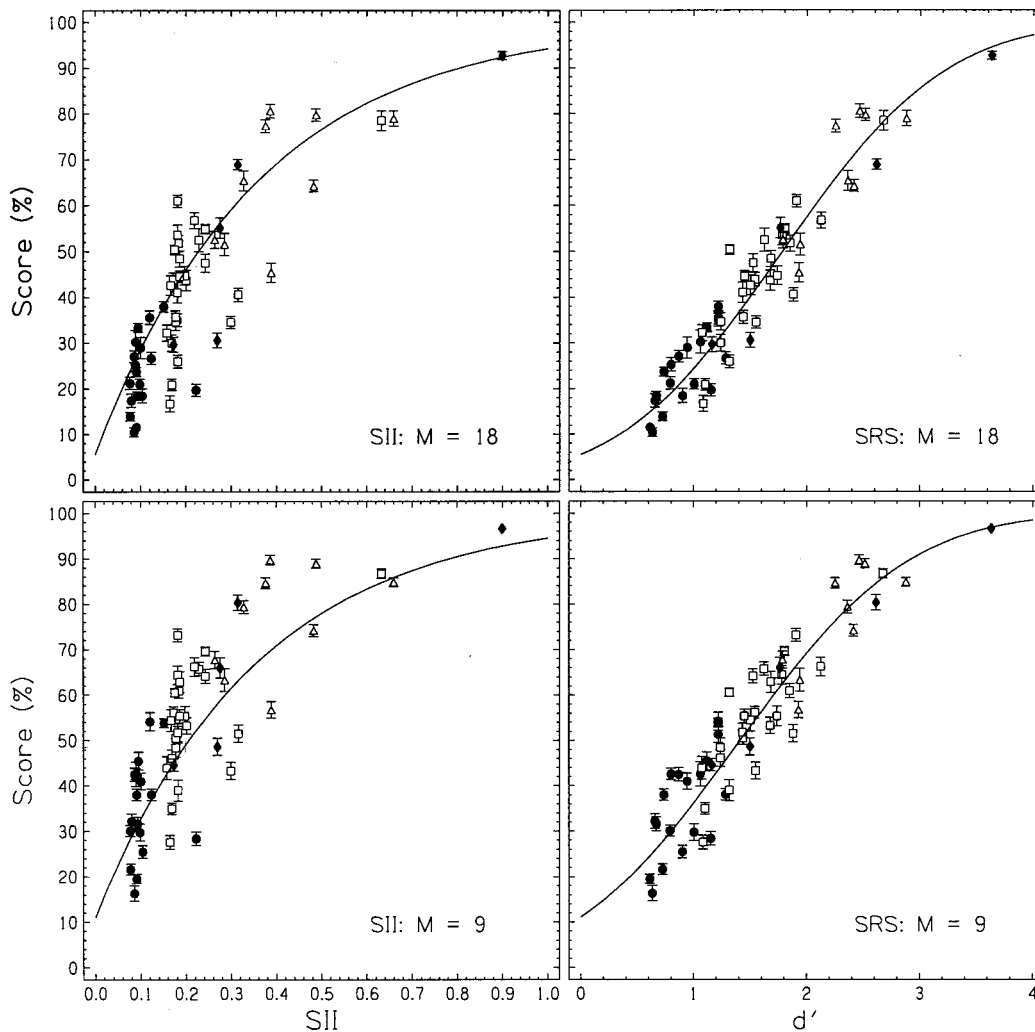 100
90
80
70
60
50
40
30
20
10
0
Score (%)
SII: M = 18
SRS: M = 18
100
90
80
70
60
50
40
30
20
10
0
Score (%)
SII: M = 9
SRS: M = 9
0.0 0.1 0.2 0.3 0.4 0.5 0.6 0.7 0.8 0.9 1.0
SII
0 1 2 3 4
d′